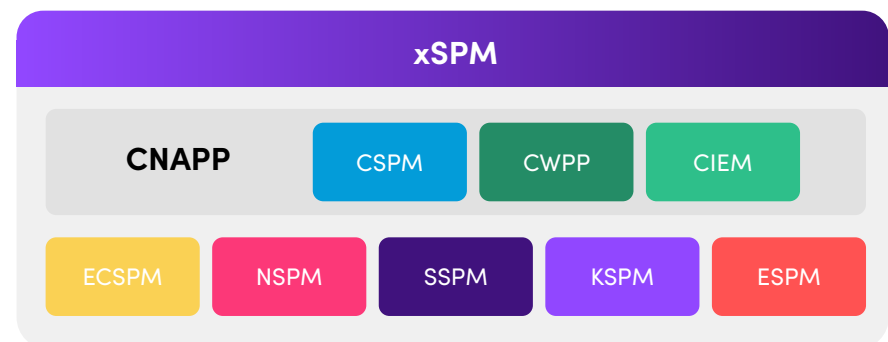 xSPM
CNAPP CSPM CWPP CIEM
ECSPM NSPM SSPM KSPM ESPM